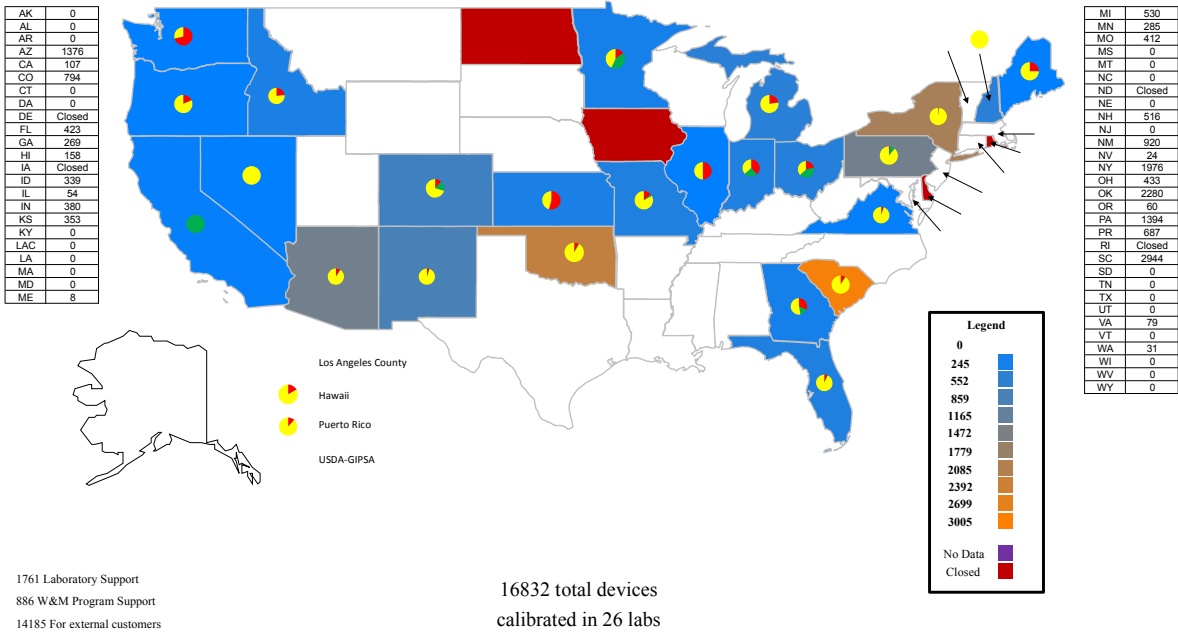 AK 0
AL 0
AR 0
AZ 1376
CA 107
CO 794
CT 0
DA 0
DE Closed
FL 423
GA 269
HI 158
IA Closed
ID 339
IL 54
IN 380
KS 353
KY 0
LAC 0
LA 0
MA 0
MD 0
ME 8
MI 530
MN 285
MO 412
MS 0
MT 0
NC 0
ND Closed
NE 0
NH 516
NJ 0
NM 920
NV 24
NY 1976
OH 433
OK 2280
OR 60
PA 1394
PR 687
RI Closed
SC 2944
SD 0
TN 0
TX 0
UT 0
VA 79
VT 0
WA 31
WI 0
WV 0
WY 0
Los Angeles County
Hawaii
Puerto Rico
USDA-GIPSA
Legend
0
245
552
859
1165
1472
1779
2085
2392
2699
3005
No Data
Closed
1761 Laboratory Support
886 W&M Program Support
14185 For external customers
16832 total devices
calibrated in 26 labs